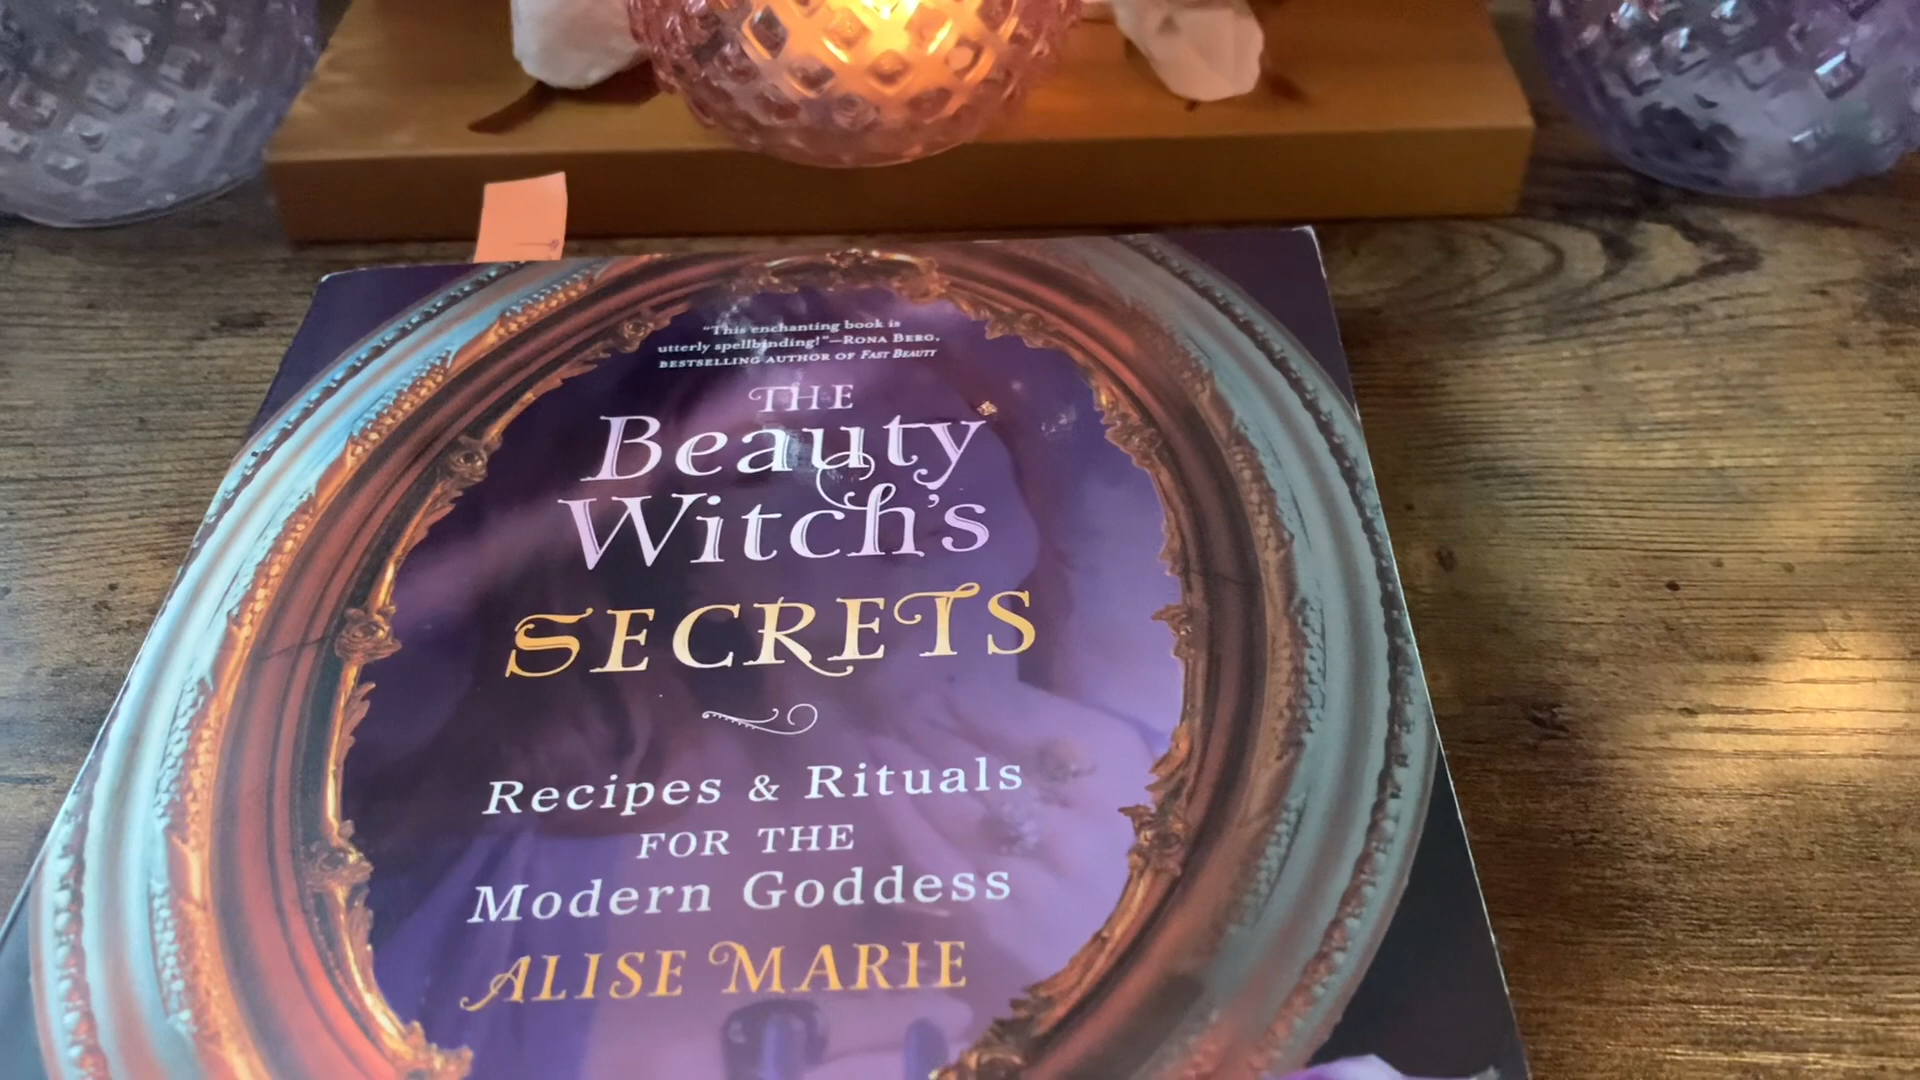 “This enchanting book is
utterly spellbinding!”—RONA BERG,
BESTSELLING AUTHOR OF FAST BEAUTY
THE
Beauty
Witch’s
SECRETS
Recipes & Rituals
FOR THE
Modern Goddess
ALISE MARIE